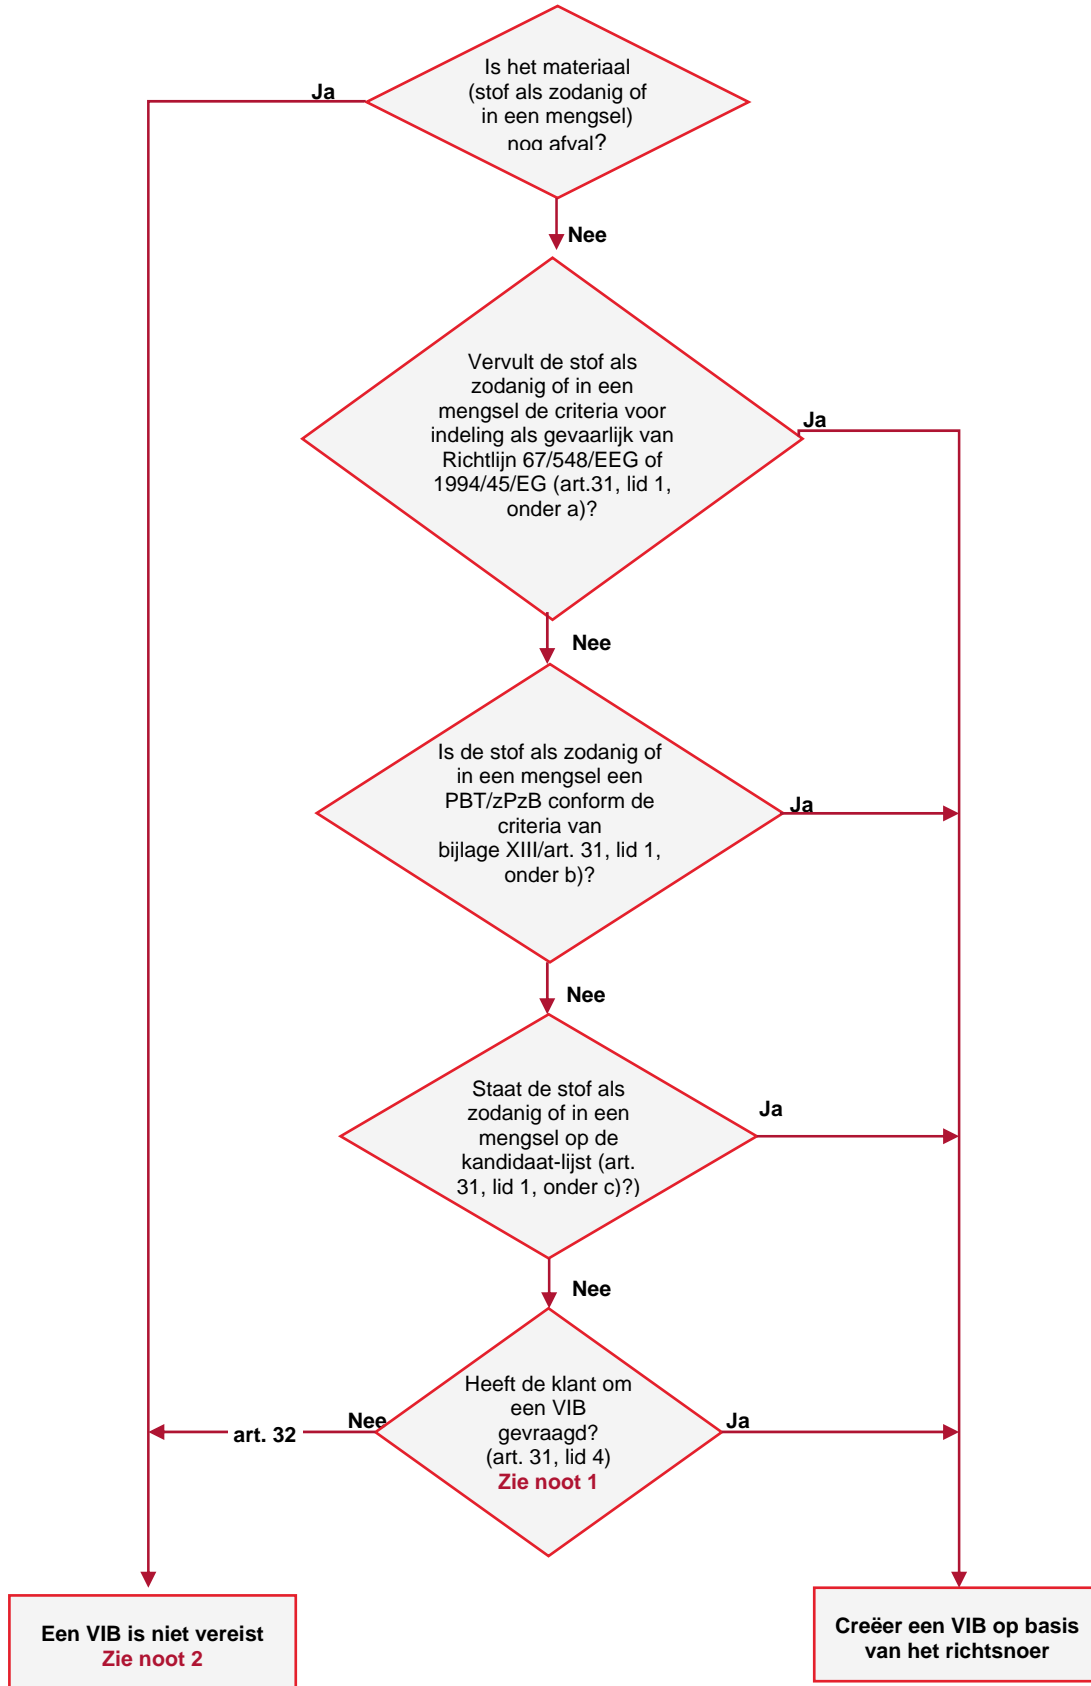 Is het materiaal
(stof als zodanig of
in een mengsel)
nog afval?
Ja
Nee
Vervult de stof als
zodanig of in een
mengsel de criteria voor
indeling als gevaarlijk van
Richtlijn 67/548/EEG of
1994/45/EG (art.31, lid 1,
onder a)?
Ja
Nee
Is de stof als zodanig of
in een mengsel een
PBT/zPzB conform de
criteria van
bijlage XIII/art. 31, lid 1,
onder b)?
Ja
Nee
Staat de stof als
zodanig of in een
mengsel op de
kandidaat-lijst (art.
31, lid 1, onder c)?)
Ja
Nee
Heeft de klant om
een VIB
gevraagd?
(art. 31, lid 4)
Zie noot 1
Nee
art. 32
Ja
Een VIB is niet vereist
Zie noot 2
Creëer een VIB op basis
van het richtsnoer